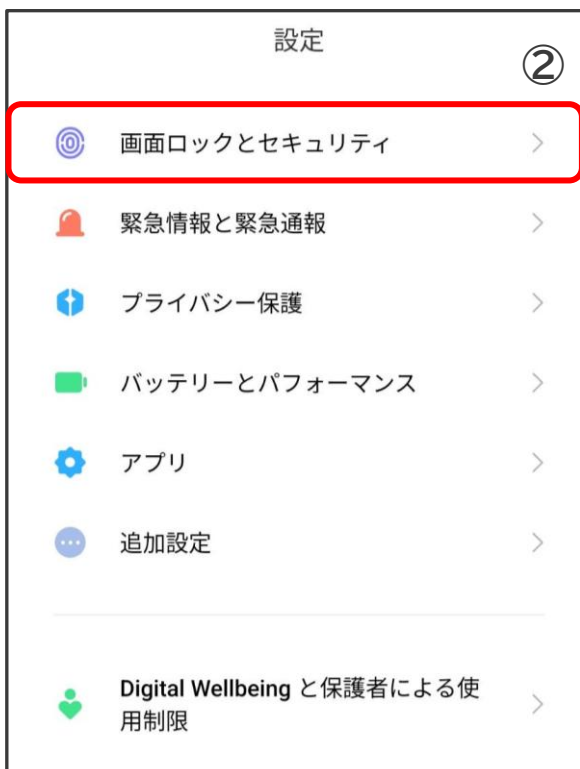 設定
②
画面ロックとセキュリティ
緊急情報と緊急通報
プライバシー保護
バッテリーとパフォーマンス
アプリ
追加設定
Digital Wellbeing と保護者による使
用制限